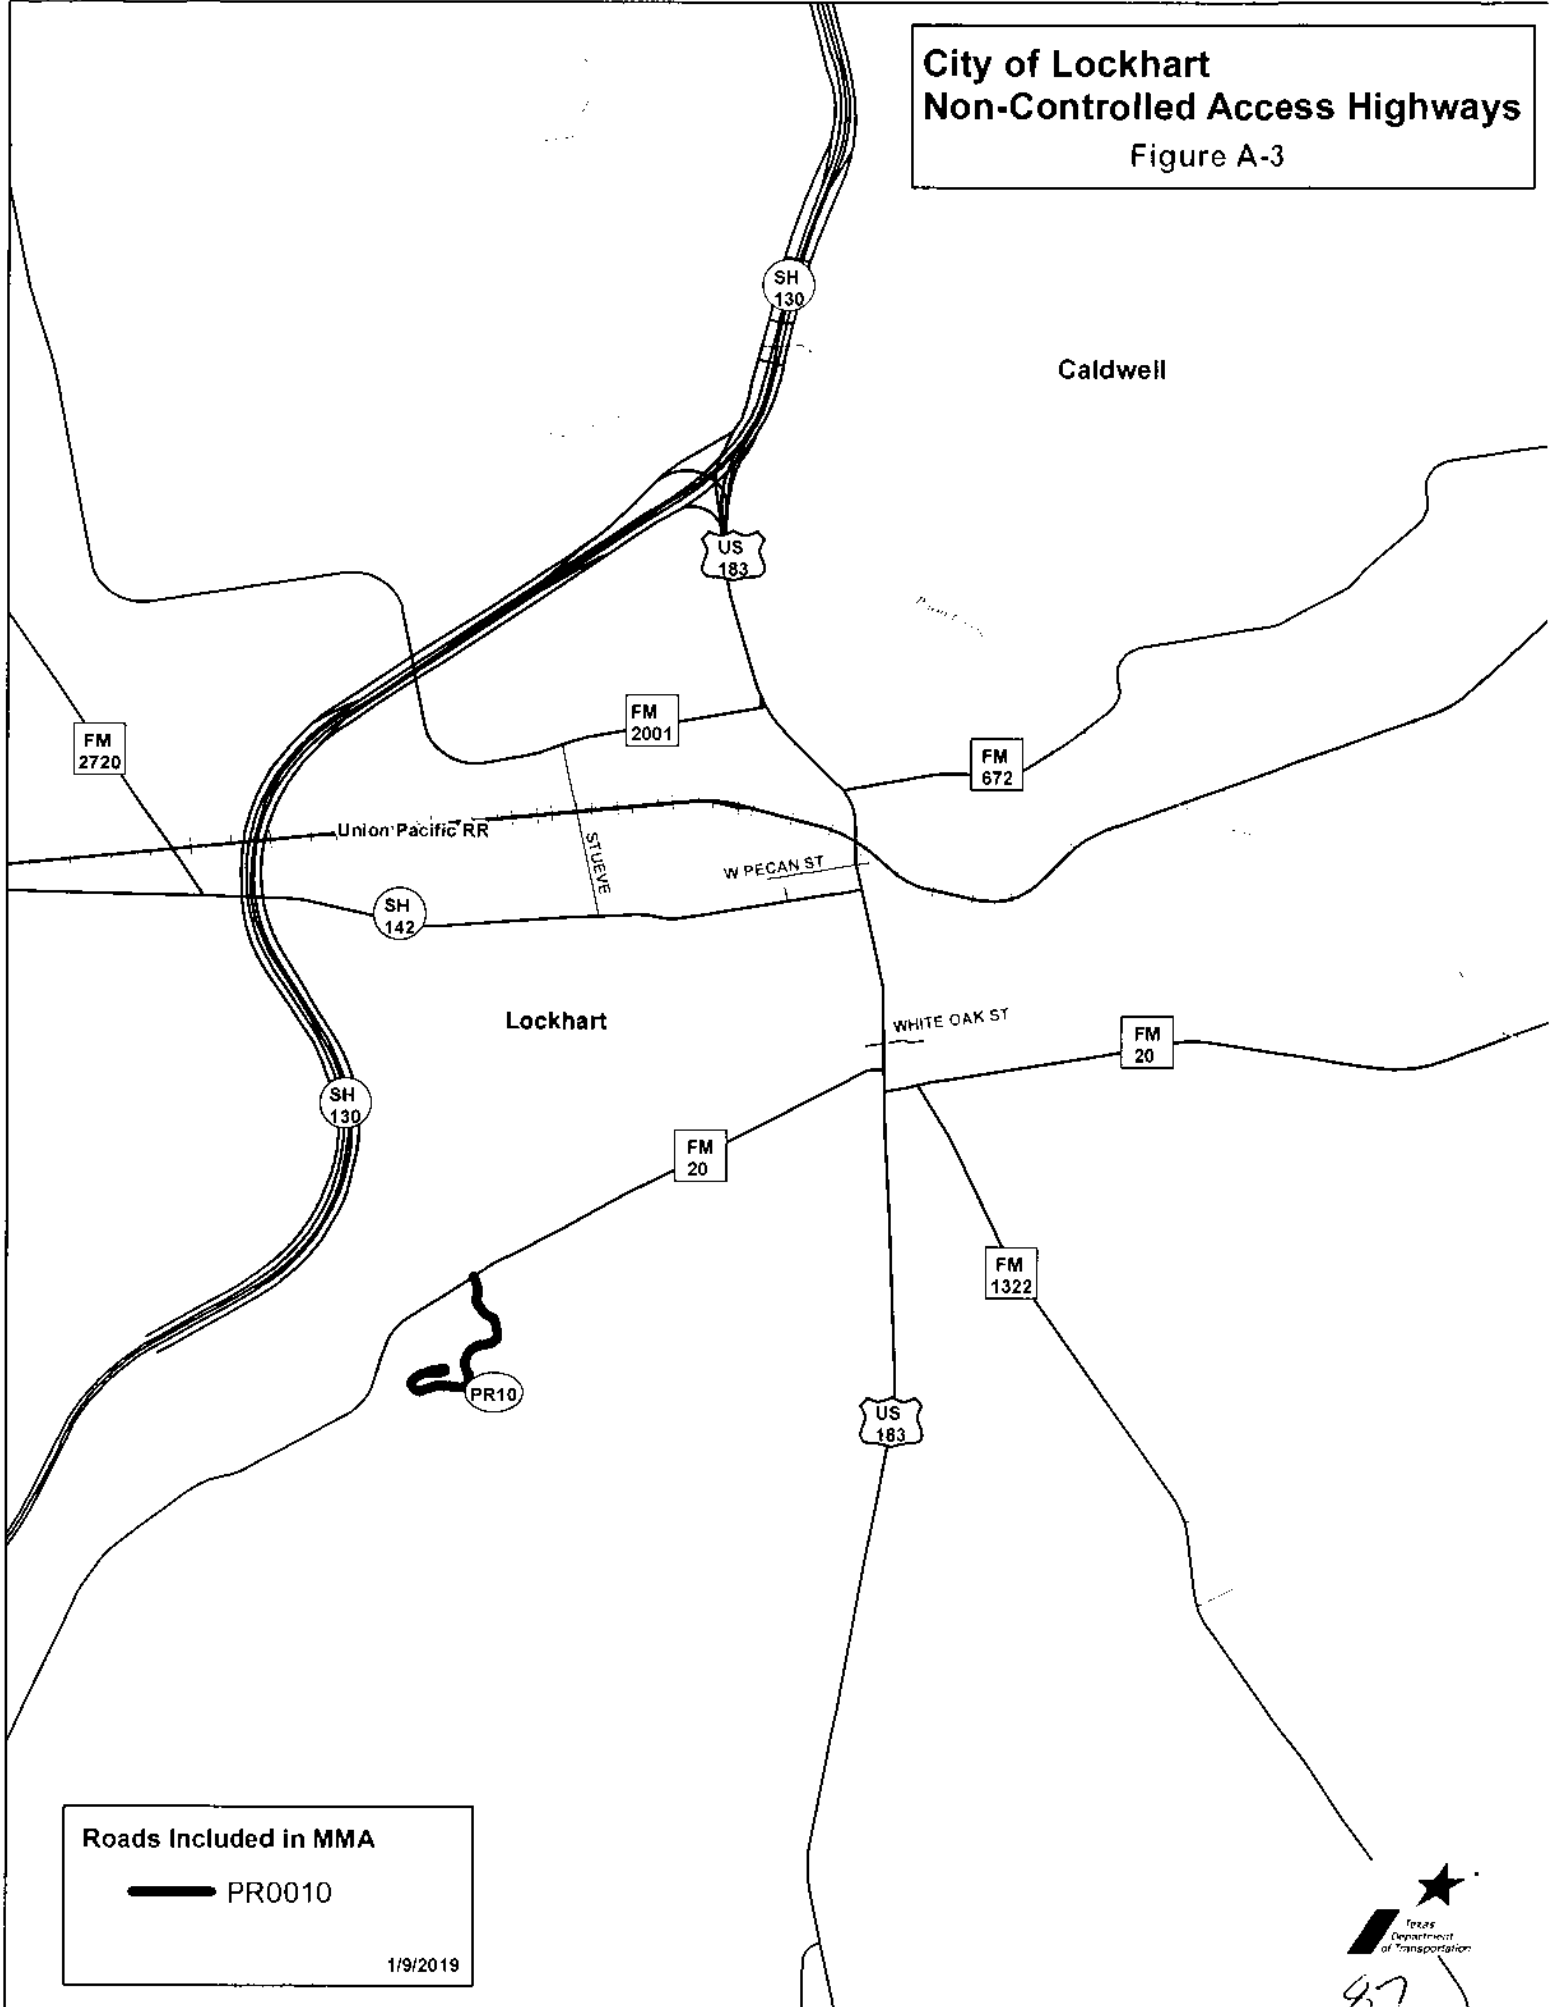 City of Lockhart
Non-Controlled Access Highways
Figure A-3
SH
130
Caldwell
US
183
FM
2001
FM
2720
FM
672
Union Pacific RR
STUEVE
W PECAN ST
SH
142
Lockhart
WHITE OAK ST
FM
20
SH
130
FM
20
FM
1322
PR10
US
183
Roads Included in MMA
PR0010
1/9/2019
Texas
Department
of Transportation
87